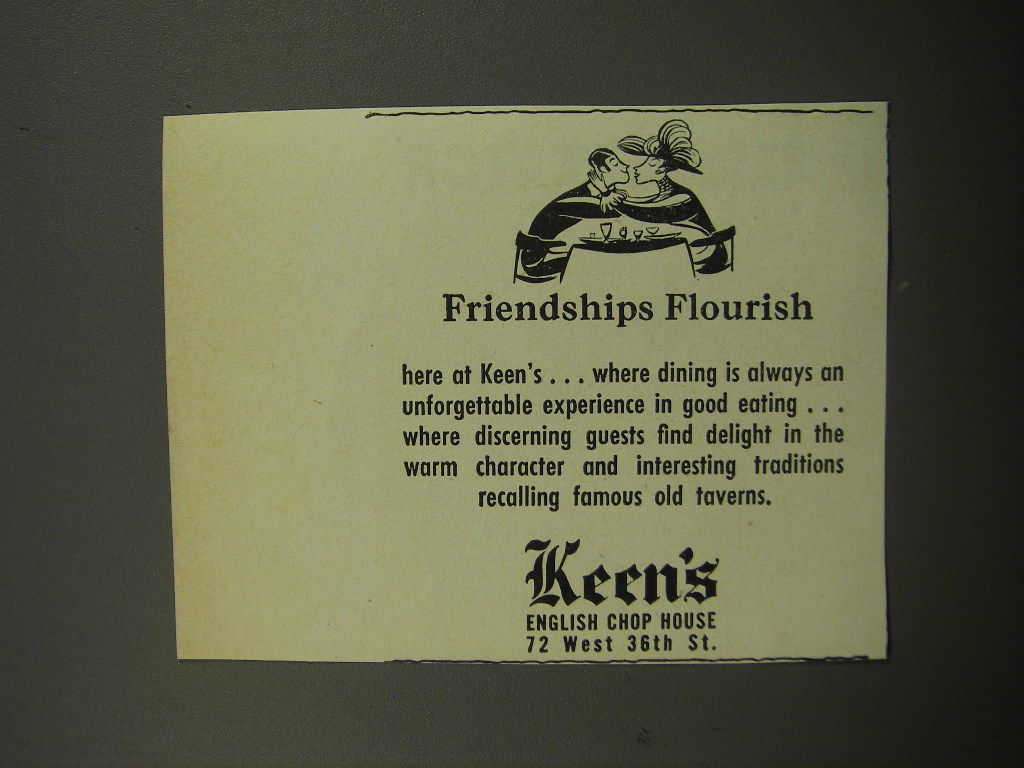 Friendships Flourish
here at Keen's . . . where dining is always an
unforgettable experience in good eating . . .
where discerning guests find delight in the
warm character and interesting traditions
recalling famous old taverns.
Keen's
ENGLISH CHOP HOUSE
72 West 36th St.